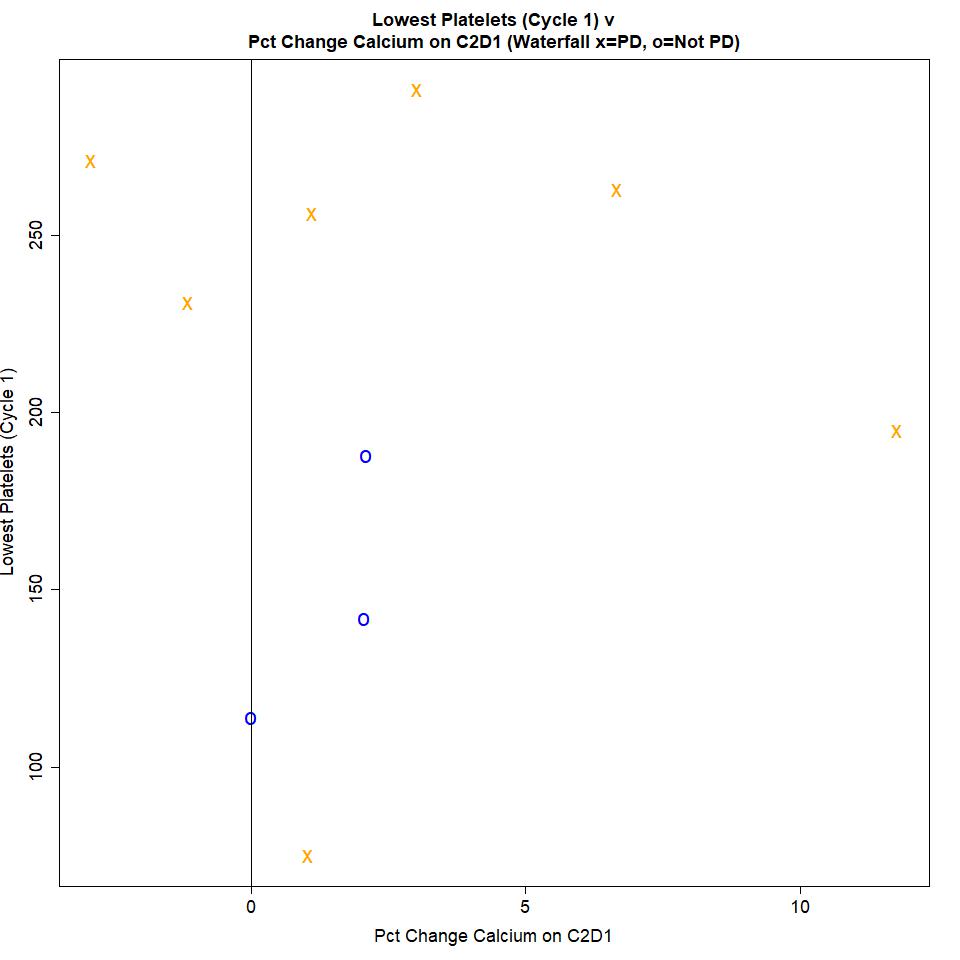 Lowest Platelets (Cycle 1) v
Pct Change Calcium on C2D1 (Waterfall x=PD, o=Not PD)
X
X
X
X
X
X
O
O
O
X
Lowest Platelets (Cycle 1)
250
200
150
100
0
5
10
Pct Change Calcium on C2D1